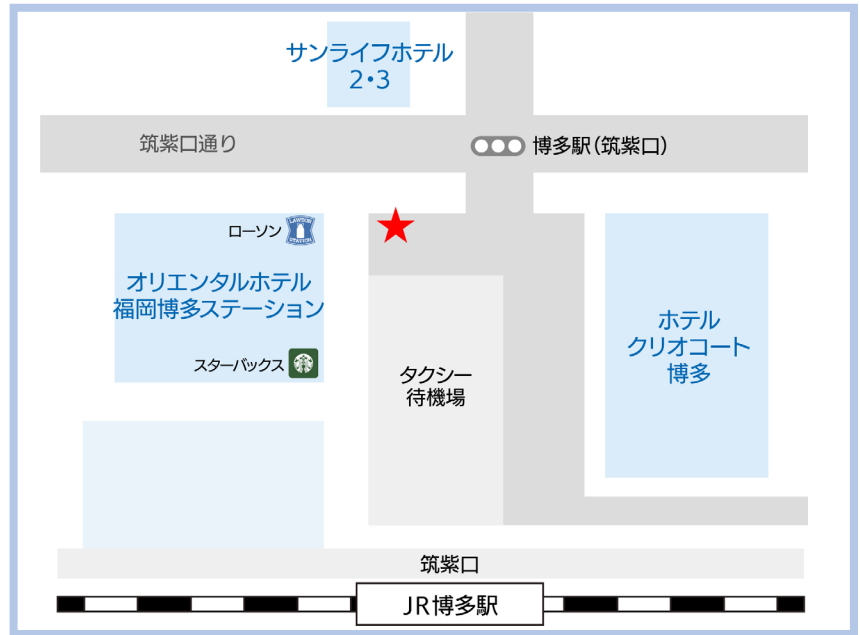 サンライフホテル
2・3
筑紫口通り
博多駅(筑紫口)
ローソン
LAWSON
STATION
オリエンタルホテル
福岡博多ステーション
スターバックス
タクシー
待機場
ホテル
クリオコート
博多
筑紫口
JR博多駅